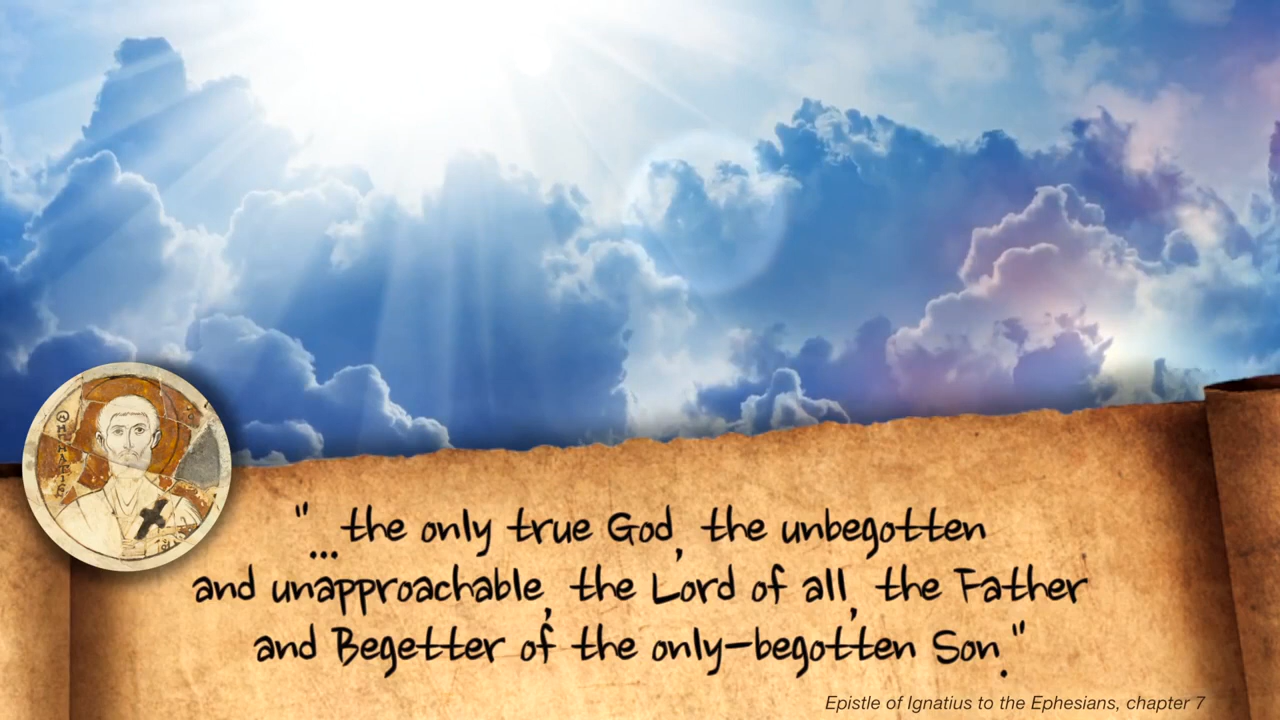 "...the only true God, the unbegotten
and unapproachable, the Lord of all, the Father
and Begetter of the only-begotten Son."
Epistle of Ignatius to the Ephesians, chapter 7